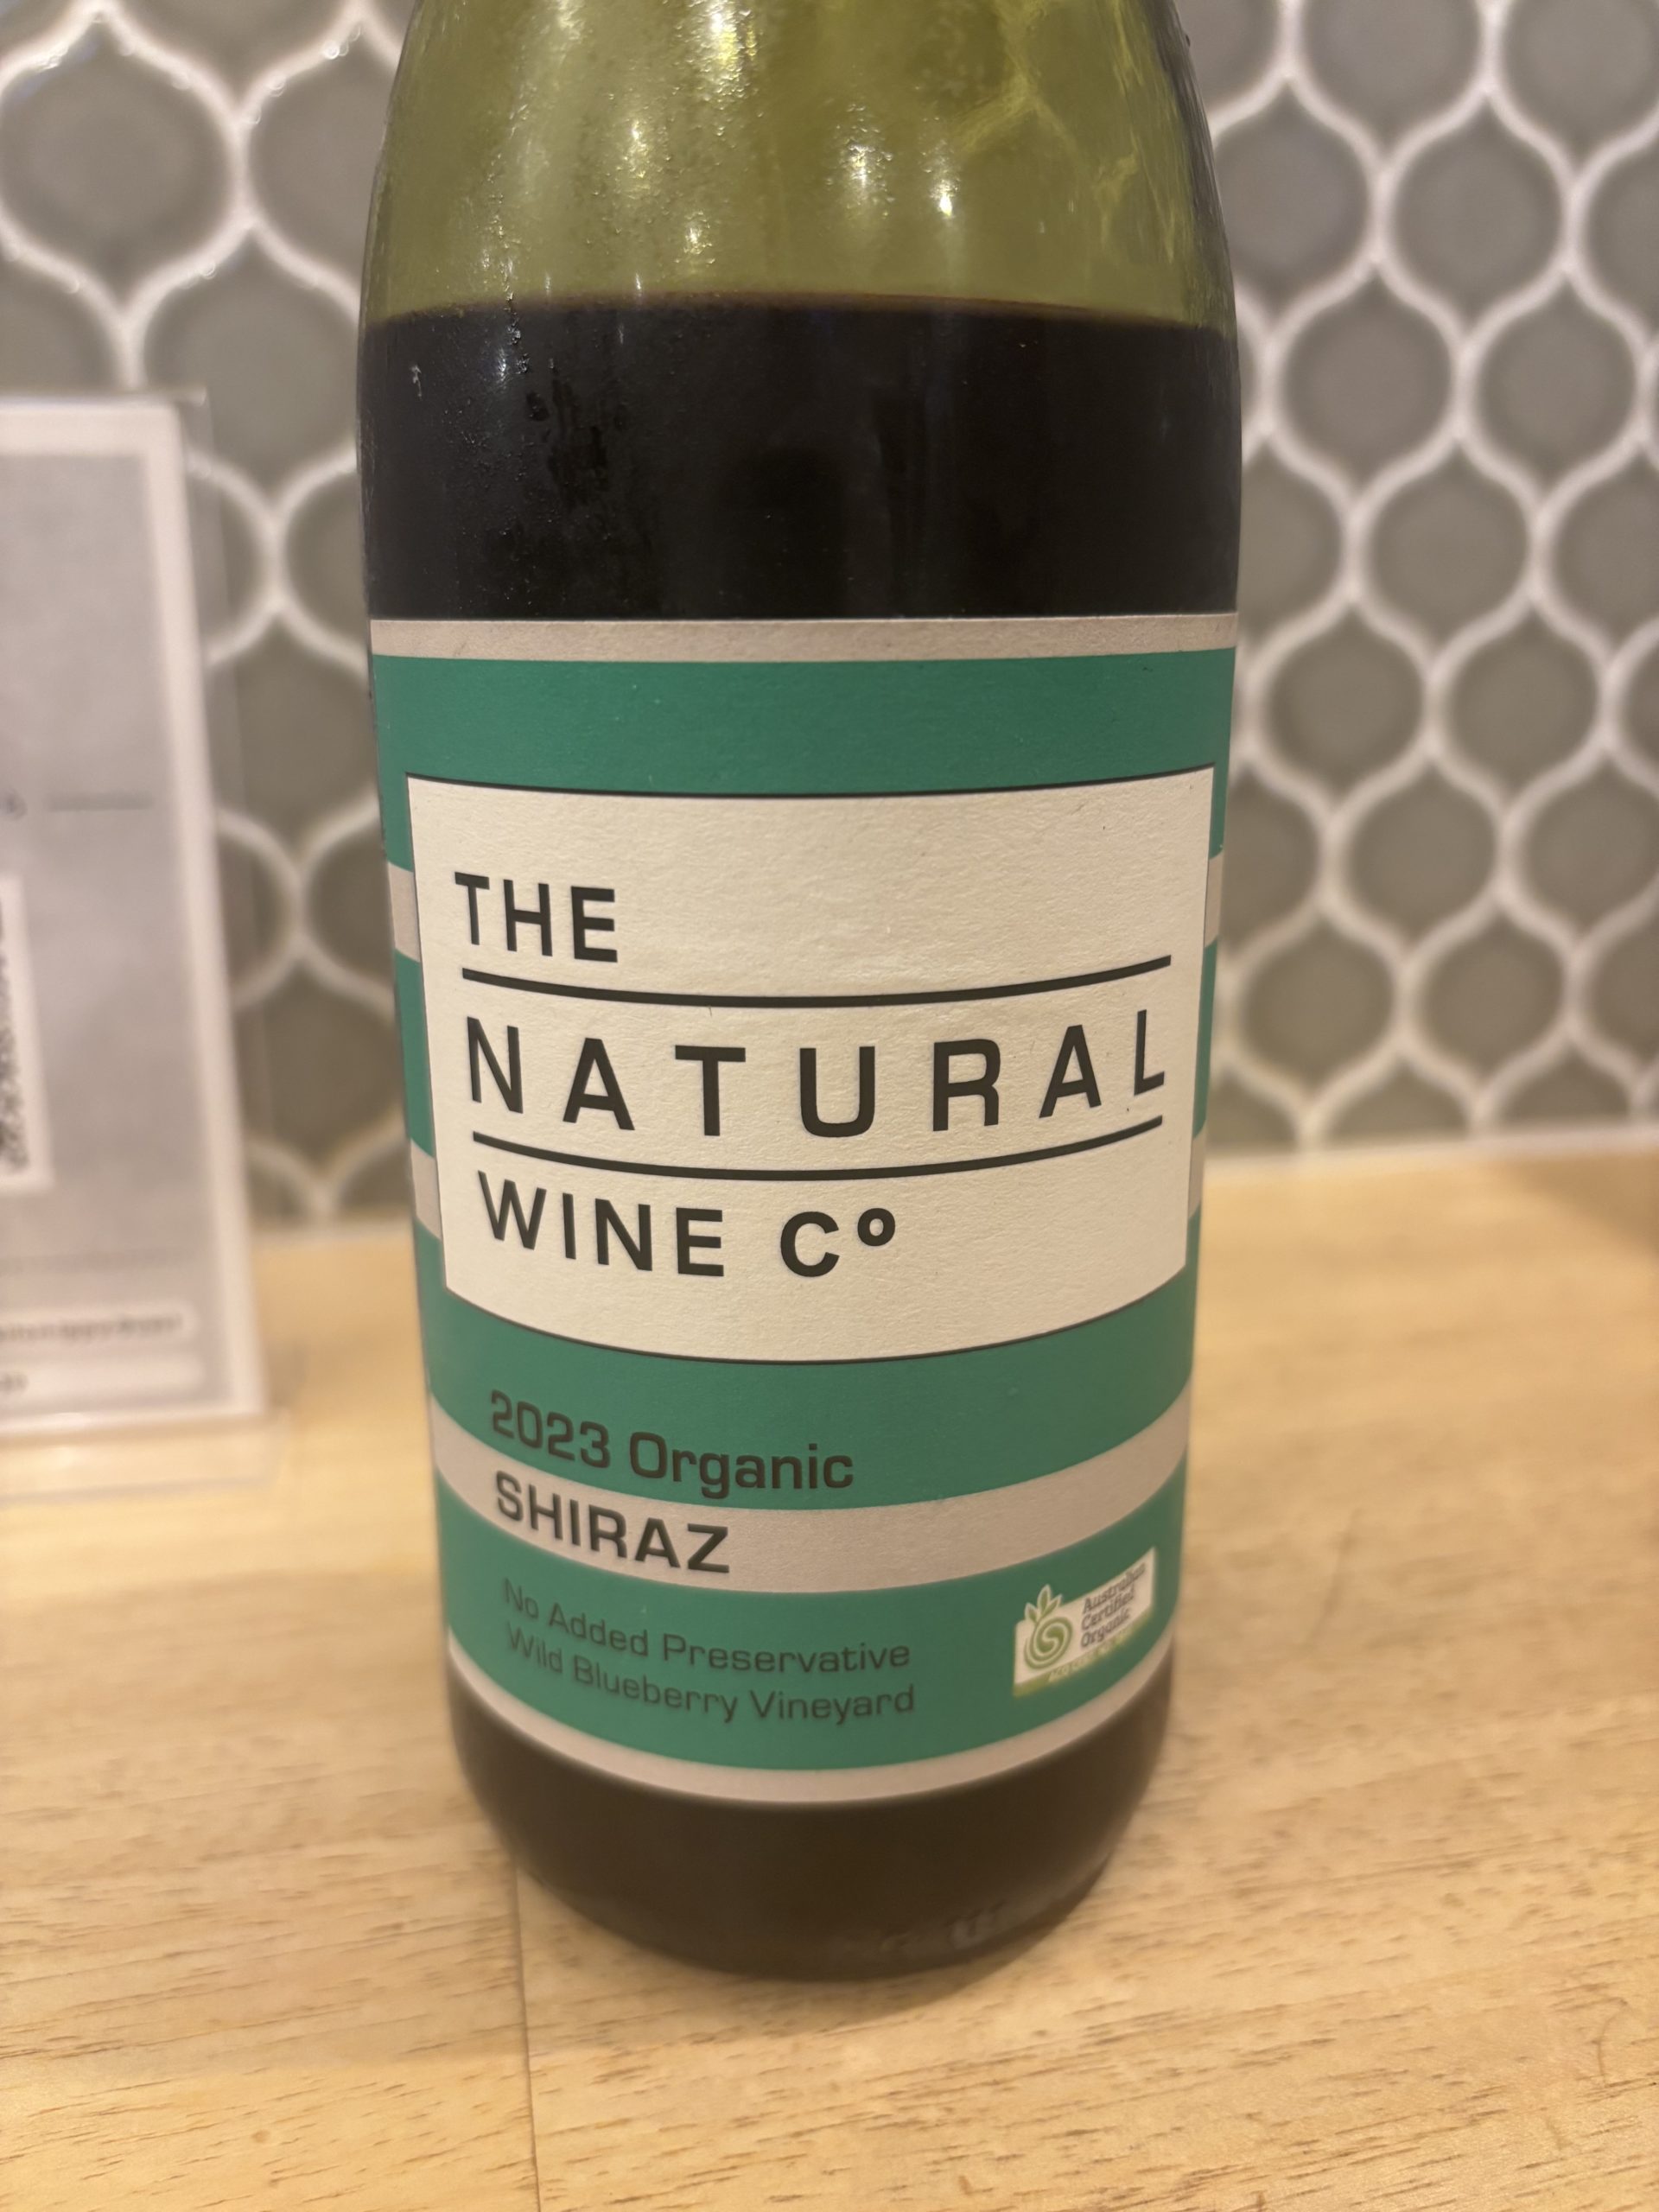 THE
NATURAL
WINE Cº
2023 Organic
SHIRAZ
No Added Preservative
Wild Blueberry Vineyard
Australian
Certified
Organic